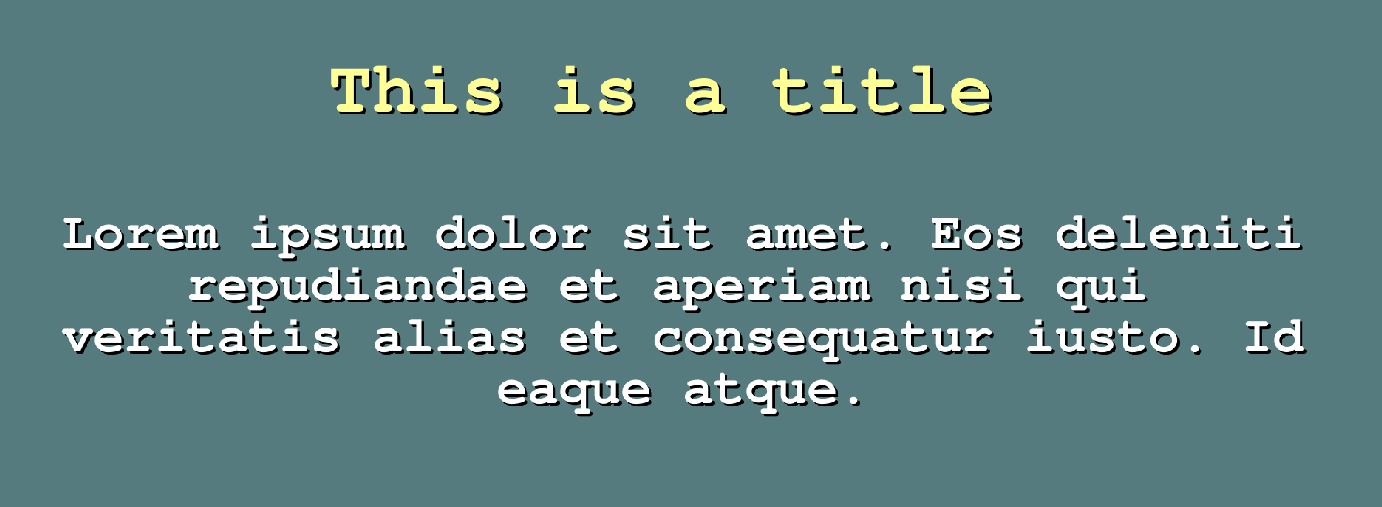 This is a title
Lorem ipsum dolor sit amet. Eos deleniti
repudiandae et aperiam nisi qui
veritatis alias et consequatur iusto. Id
eaque atque.